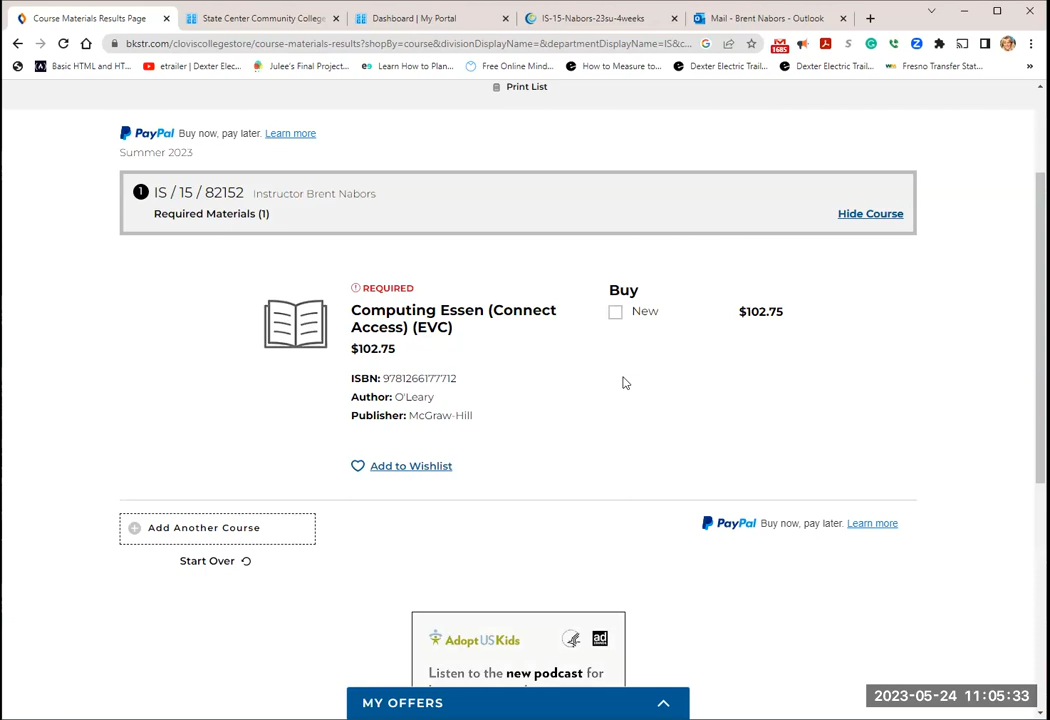 Course Materials Results Page
State Center Community College
Dashboard | My Portal
IS-15-Nabors-23su-4weeks
Mail - Brent Nabors - Outlook
bkstr.com/cloviscollegestore/course-materials-results?shopBy=course&divisionDisplayName=&departmentDisplayName=IS&c...
1685
Basic HTML and HT...
etrailer | Dexter Elec...
Julee's Final Project...
Learn How to Plan...
Free Online Mind...
How to Measure to...
Dexter Electric Trail...
Dexter Electric Trail...
Fresno Transfer Stat...
»
Print List
PayPal Buy now, pay later. Learn more
Summer 2023
1 IS / 15 / 82152 Instructor Brent Nabors
Required Materials (1)
Hide Course
REQUIRED
Computing Essen (Connect
Access) (EVC)
$102.75
Buy
New
$102.75
ISBN: 9781266177712
Author: O'Leary
Publisher: McGraw-Hill
Add to Wishlist
Add Another Course
PayPal Buy now, pay later. Learn more
Start Over
AdoptUSKids
ad
Listen to the new podcast for
MY OFFERS
2023-05-24 11:05:33